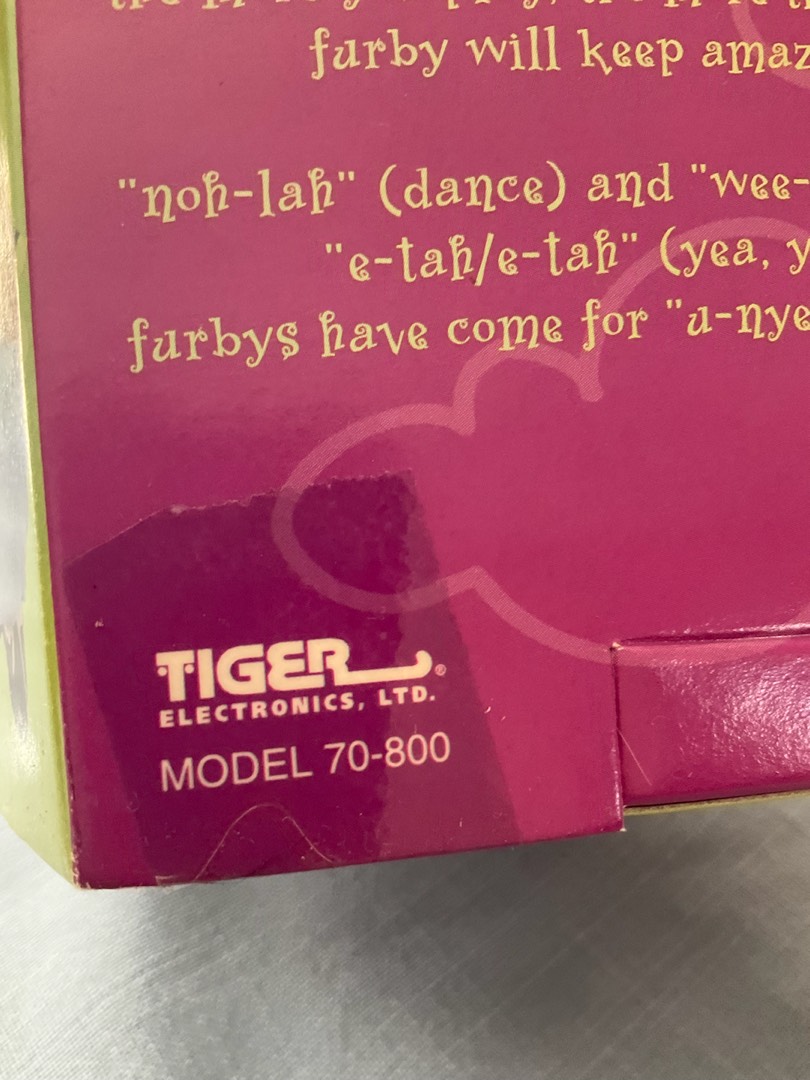 furby will keep
"noh-lah" (dance) and "wee-
"e-tah/e-tah" (yea, y
furbys have come for "u-nye
TIGER®
ELECTRONICS, LTD.
MODEL 70-800